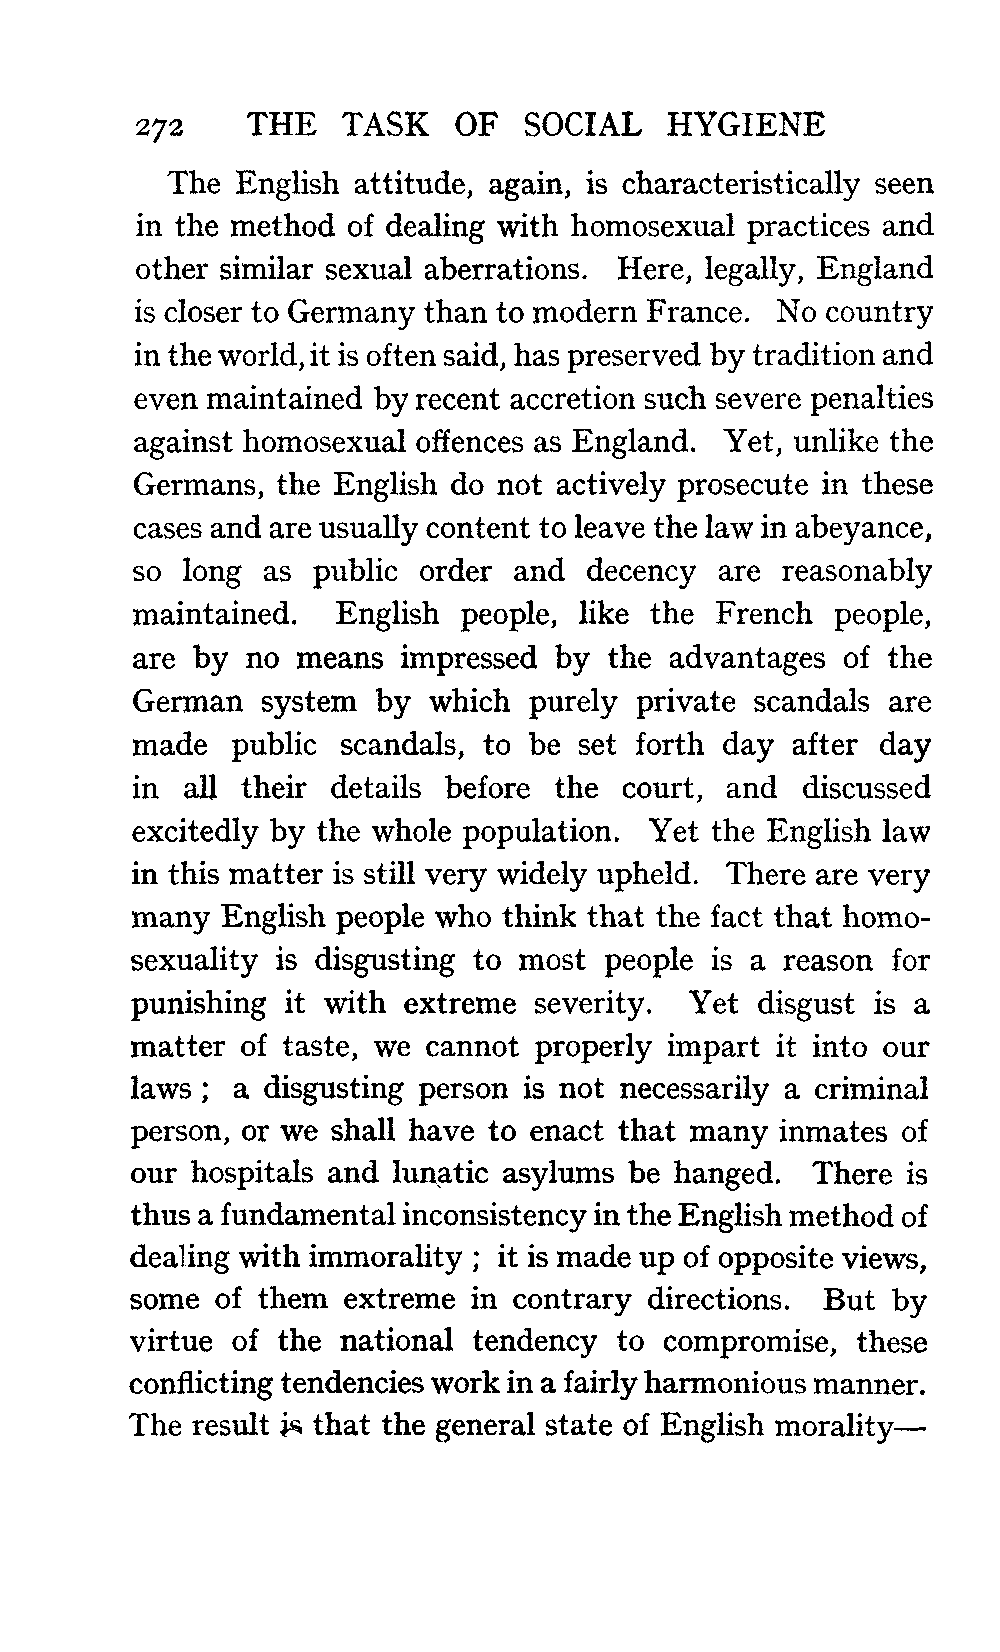 272 THE TASK OF SOCIAL HYGIENE
The English attitude, again, is characteristically seen
in the method of dealing with homosexual practices and
other similar sexual aberrations. Here, legally, England
is closer to Germany than to modern France. No country
in the world, it is often said, has preserved by tradition and
even maintained by recent accretion such severe penalties
against homosexual offences as England. Yet, unlike the
Germans, the English do not actively prosecute in these
cases and are usually content to leave the law in abeyance,
so long as public order and decency are reasonably
maintained. English people, like the French people,
are by no means impressed by the advantages of the
German system by which purely private scandals are
made public scandals, to be set forth day after day
in all their details before the court, and discussed
excitedly by the whole population. Yet the English law
in this matter is still very widely upheld. There are very
many English people who think that the fact that homo-
sexuality is disgusting to most people is a reason for
punishing it with extreme severity. Yet disgust is a
matter of taste, we cannot properly impart it into our
laws ; a disgusting person is not necessarily a criminal
person, or we shall have to enact that many inmates of
our hospitals and lunatic asylums be hanged. There is
thus a fundamental inconsistency in the English method of
dealing with immorality ; it is made up of opposite views,
some of them extreme in contrary directions. But by
virtue of the national tendency to compromise, these
conflicting tendencies work in a fairly harmonious manner.
The result is that the general state of English morality—